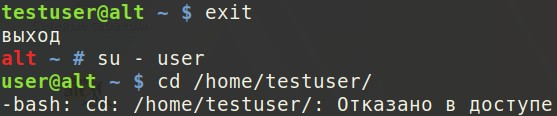 testuser@alt ~ $ exit
выход
alt ~ # su - user
user@alt ~ $ cd /home/testuser/
-bash: cd: /home/testuser/: Отказано в доступе